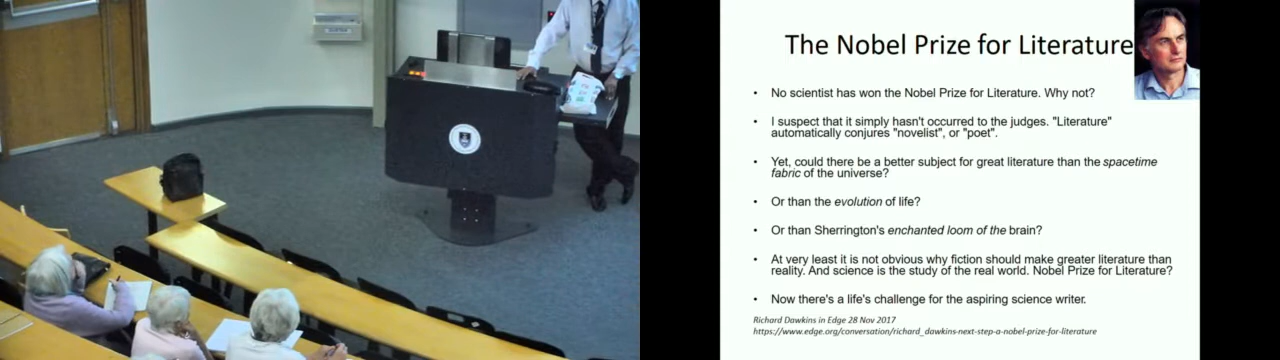 The Nobel Prize for Literature
• No scientist has won the Nobel Prize for Literature. Why not?
• I suspect that it simply hasn't occurred to the judges. "Literature"
automatically conjures "novelist", or "poet".
• Yet, could there be a better subject for great literature than the spacetime
fabric of the universe?
• Or than the evolution of life?
• Or than Sherrington's enchanted loom of the brain?
• At very least it is not obvious why fiction should make greater literature than
reality. And science is the study of the real world. Nobel Prize for Literature?
• Now there's a life's challenge for the aspiring science writer.
Richard Dawkins in Edge 28 Nov 2017
https://www.edge.org/conversation/richard_dawkins-next-step-a-nobel-prize-for-literature